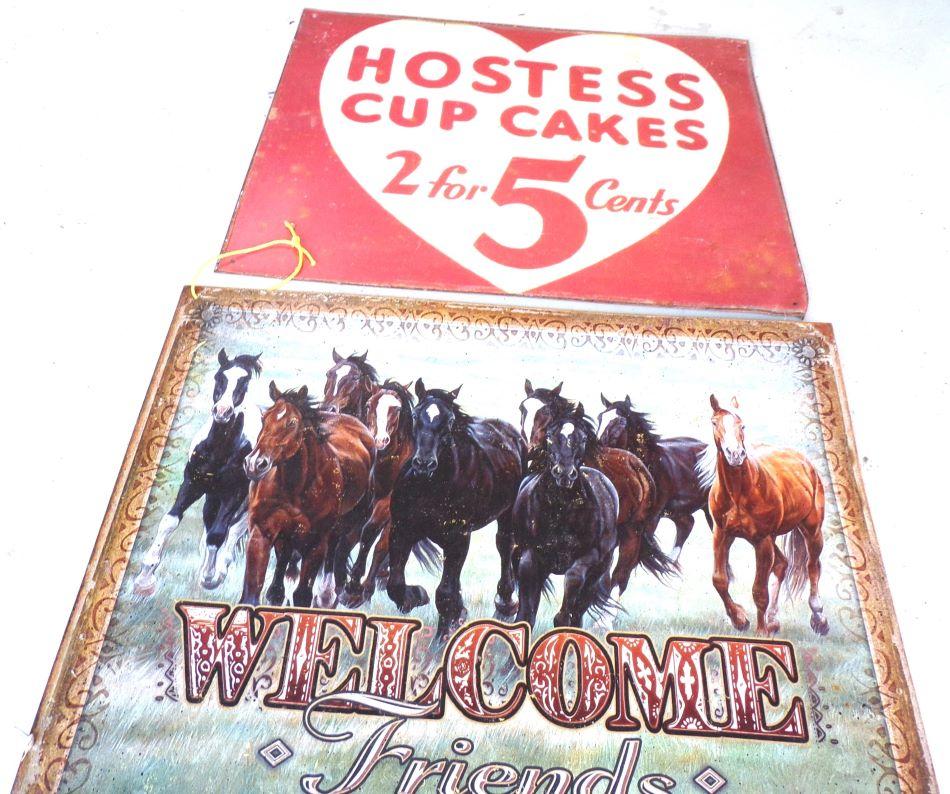 HOSTESS
CUP CAKES
2 for 5 Cents
WELCOME
Friends